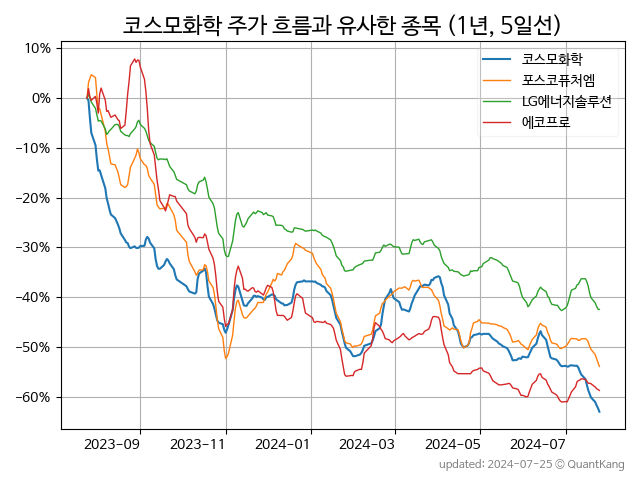 코스모화학 주가 흐름과 유사한 종목 (1년, 5일선)
코스모화학
포스코퓨처엠
LG에너지솔루션
에코프로
10%
0%
−10%
−20%
−30%
−40%
−50%
−60%
2023-09 2023-11 2024-01 2024-03 2024-05 2024-07
updated: 2024-07-25 © QuantKang